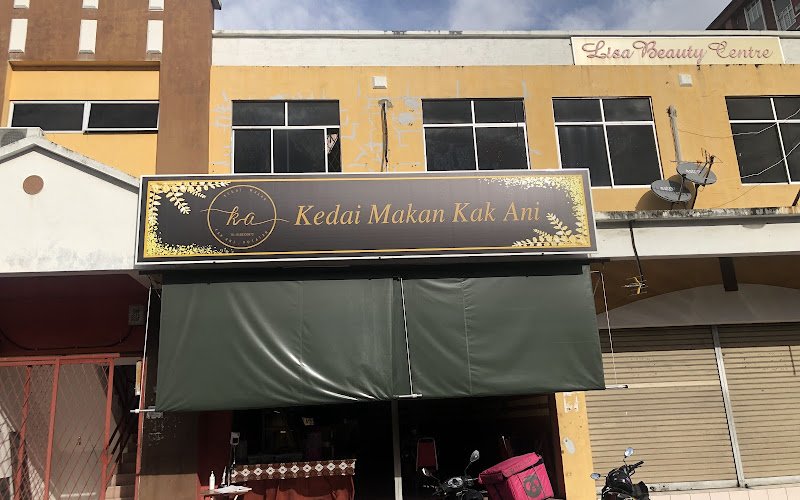 Lisa Beauty Centre
ka
Kedai Makan Kak Ani